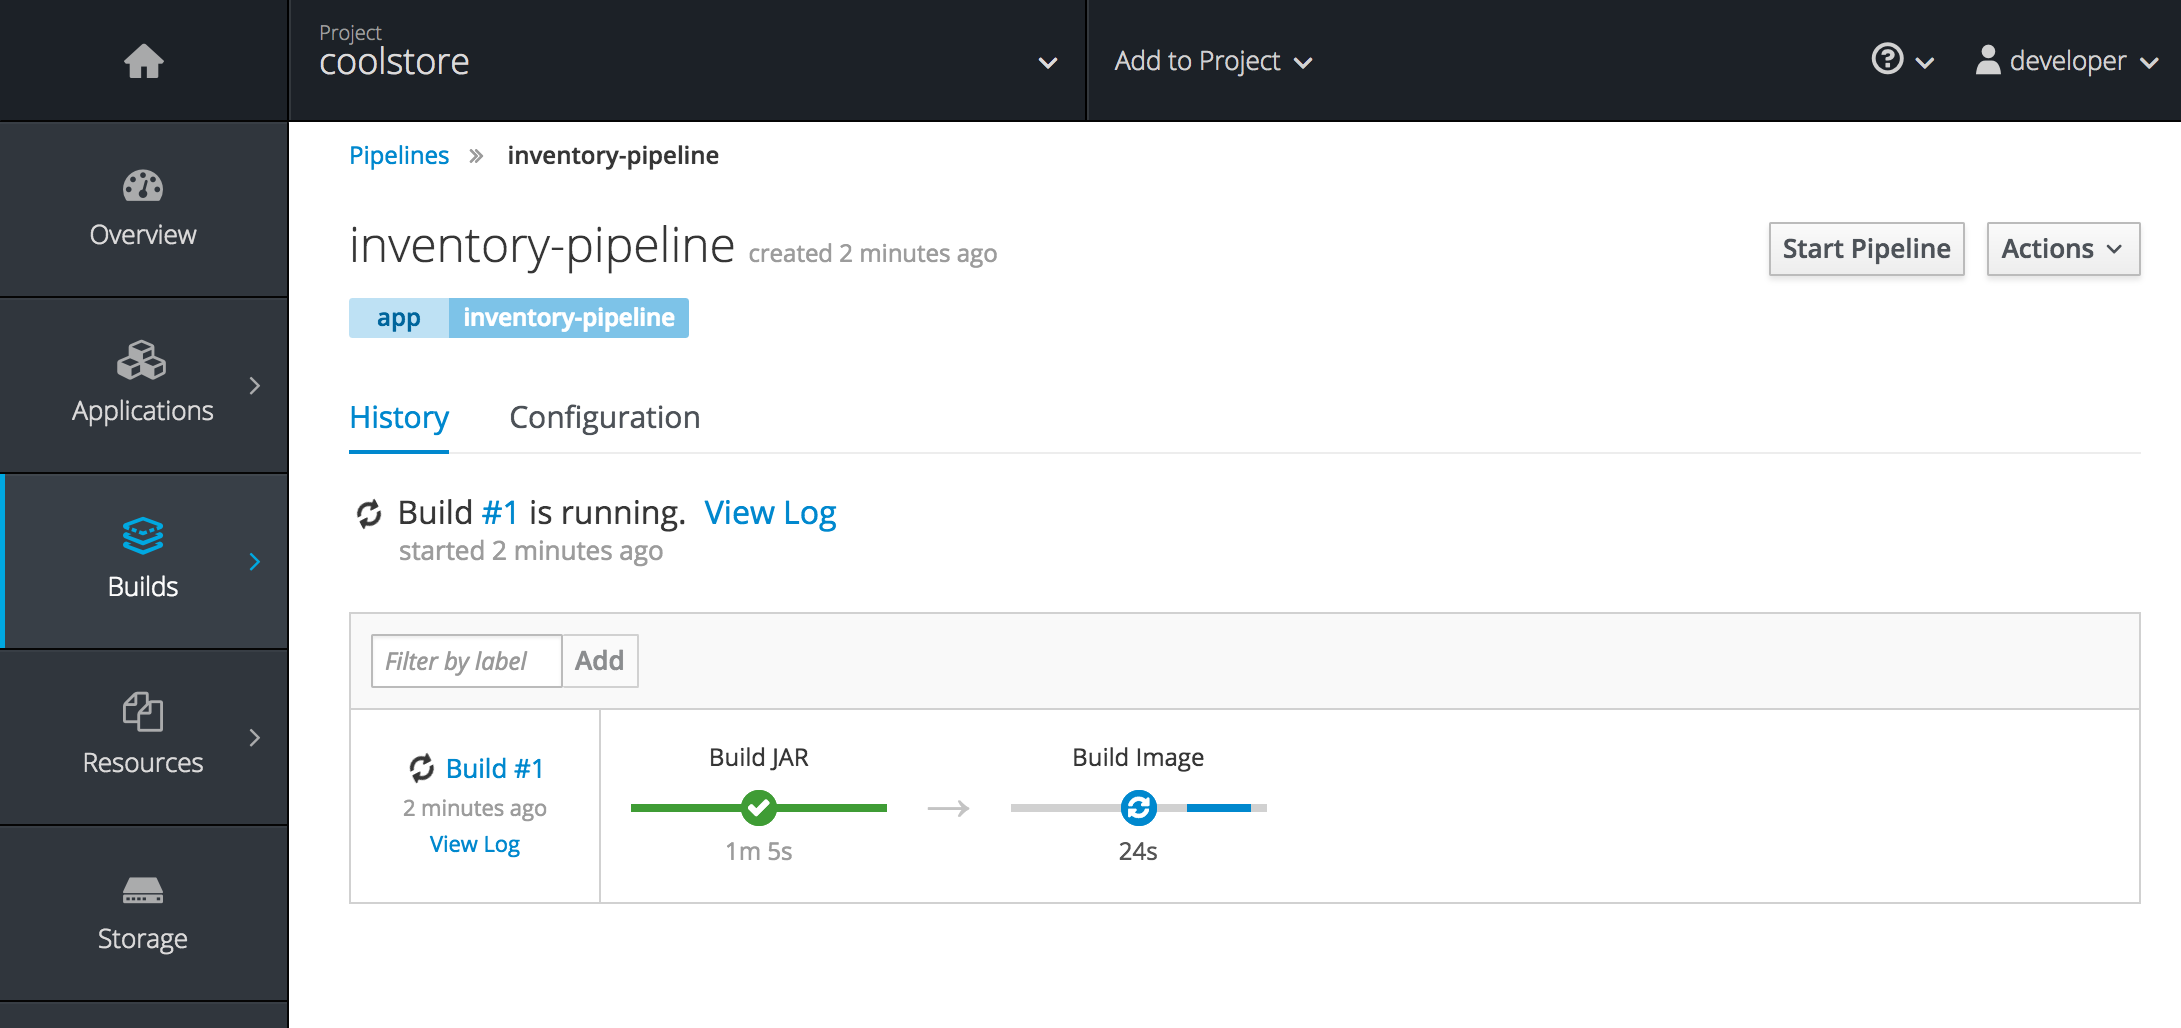 Project
coolstore
Add to Project
developer
Overview
Applications
Builds
Resources
Storage
Pipelines » inventory-pipeline
inventory-pipeline created 2 minutes ago
Start Pipeline
Actions
app inventory-pipeline
History Configuration
Build #1 is running. View Log
started 2 minutes ago
Filter by label Add
Build #1
2 minutes ago
View Log
Build JAR
1m 5s
Build Image
24s